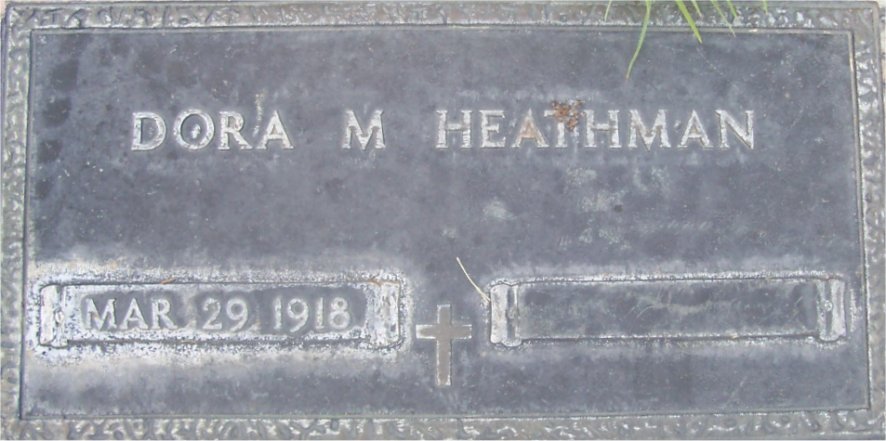 DORA M HEATHMAN
MAR 29 1918